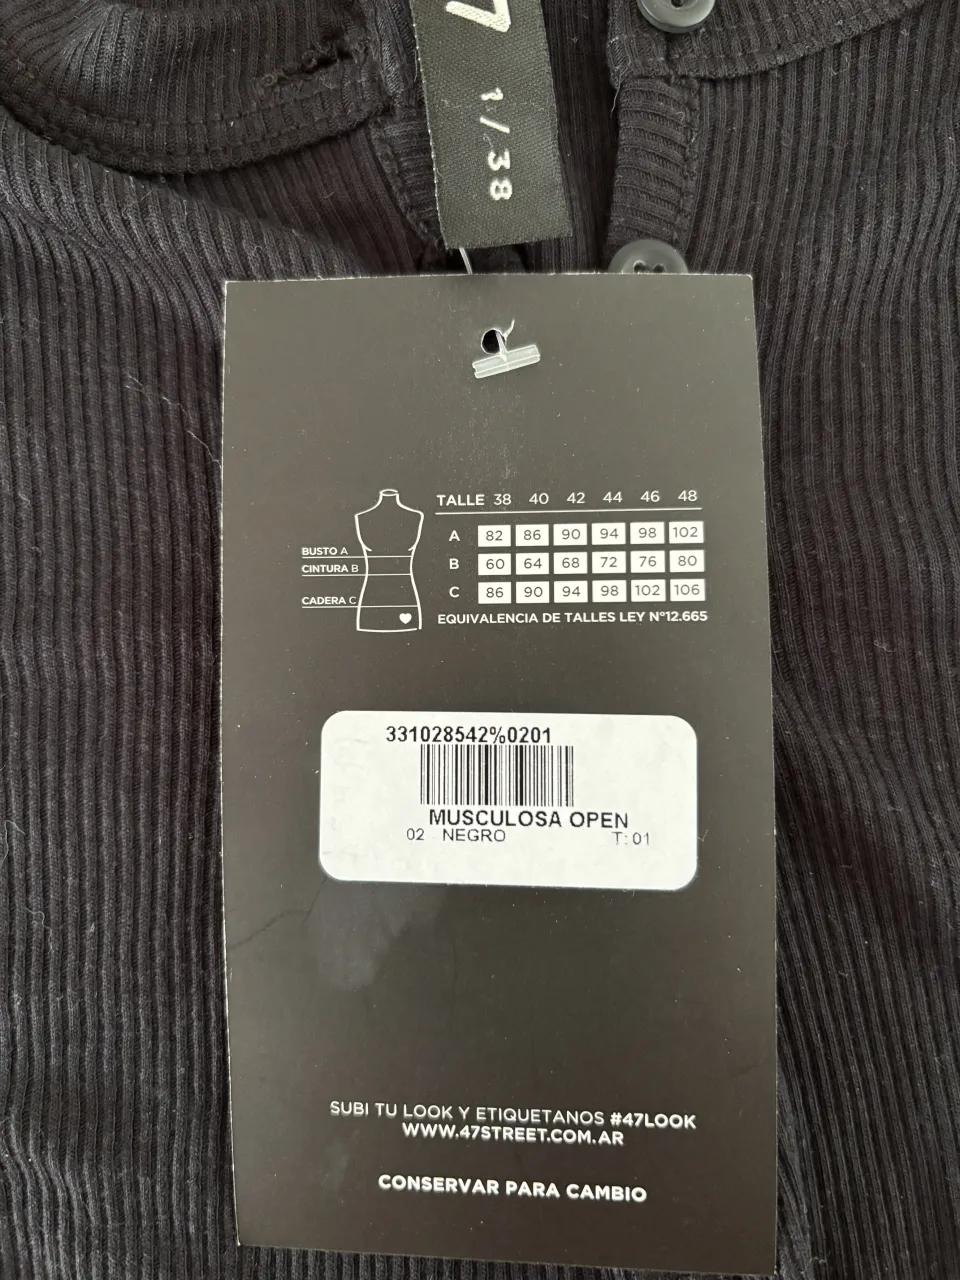 7
1/38
TALLE 38 40 42 44 46 48
A 82 86 90 94 98 102
B 60 64 68 72 76 80
C 86 90 94 98 102 106
BUSTO A
CINTURA B
CADERA C
EQUIVALENCIA DE TALLES LEY Nº12.665
331028542%0201
MUSCULOSA OPEN
02 NEGRO T: 01
SUBI TU LOOK Y ETIQUETANOS #47LOOK
WWW.47STREET.COM.AR
CONSERVAR PARA CAMBIO